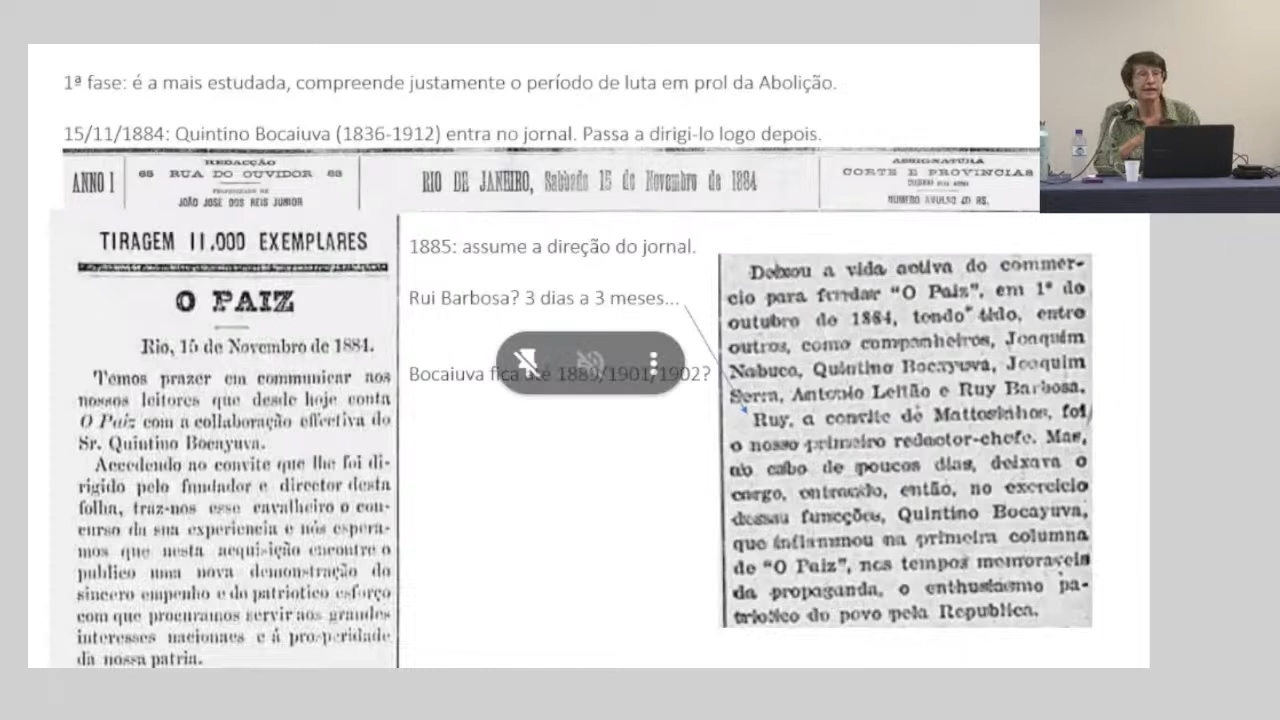 1ª fase: é a mais estudada, compreende justamente o período de luta em prol da Abolição.
15/11/1884: Quintino Bocaiuva (1836-1912) entra no jornal. Passa a dirigi-lo logo depois.
ANNO I
REDACÇÃO
65 RUA DO OUVIDOR 65
JOÃO JOSÉ DOS REIS JUNIOR
RIO DE JANEIRO, Sabbado 15 de Novembro de 1884
ASSIGNATURA
CORTE E PROVINCIAS
NUMERO AVULSO 40 RS.
TIRAGEM 11,000 EXEMPLARES
O PAIZ
Rio, 15 de Novembro de 1884.
Temos prazer em communicar aos
nossos leitores que desde hoje conta
O Paiz com a collaboração effectiva do
Sr. Quintino Bocayuva.
Accedendo ao convite que lhe foi di-
rigido pelo fundador e director desta
folha, traz-nos esse cavalheiro o con-
curso da sua experiencia e nós espera-
mos que nesta acquisição encontre o
publico uma nova demonstração do
sincero empenho e do patriotico esforço
com que procuramos servir aos grandes
interesses nacionaes e á prosperidade
da nossa patria.
1885: assume a direção do jornal.
Rui Barbosa? 3 dias a 3 meses...
Bocaiuva fica até 1889/1901/1902?
Deixou a vida activa do commer-
cio para fundar "O Paiz", em 1º de
outubro de 1884, tendo tido, entre
outros, como companheiros, Joaquim
Nabuco, Quintino Bocayuva, Joaquim
Serra, Antonio Leitão e Ruy Barbosa.
Ruy, a convite de Mattosinhos, foi
o nosso primeiro redactor-chefe. Mas,
ao cabo de poucos dias, deixava o
cargo, entrando, então, no exercicio
dessas funcções, Quintino Bocayuva,
que inflammou na primeira columna
de "O Paiz", nos tempos memoraveis
da propaganda, o enthusiasmo pa-
triotico do povo pela Republica.